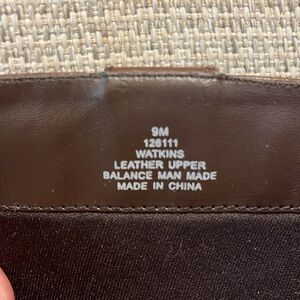 9M
126111
WATKINS
LEATHER UPPER
BALANCE MAN MADE
MADE IN CHINA